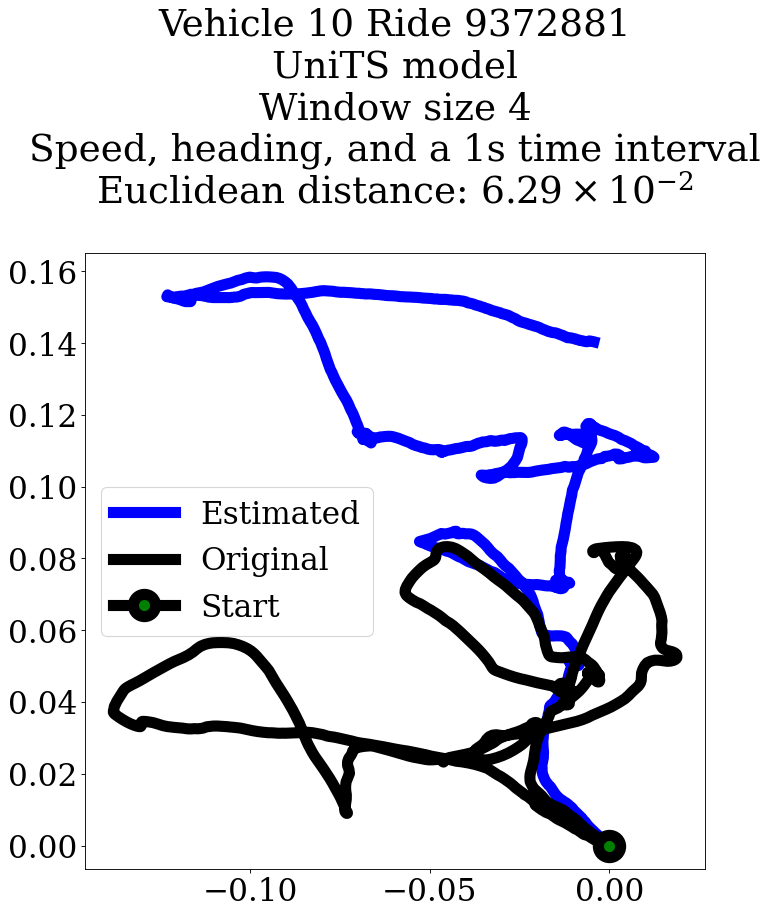 Vehicle 10 Ride 9372881
UniTS model
Window size 4
Speed, heading, and a 1s time interval
Euclidean distance: 6.29 × 10⁻²
0.16
0.14
0.12
0.10
0.08
0.06
0.04
0.02
0.00
Estimated
Original
Start
−0.10 −0.05 0.00